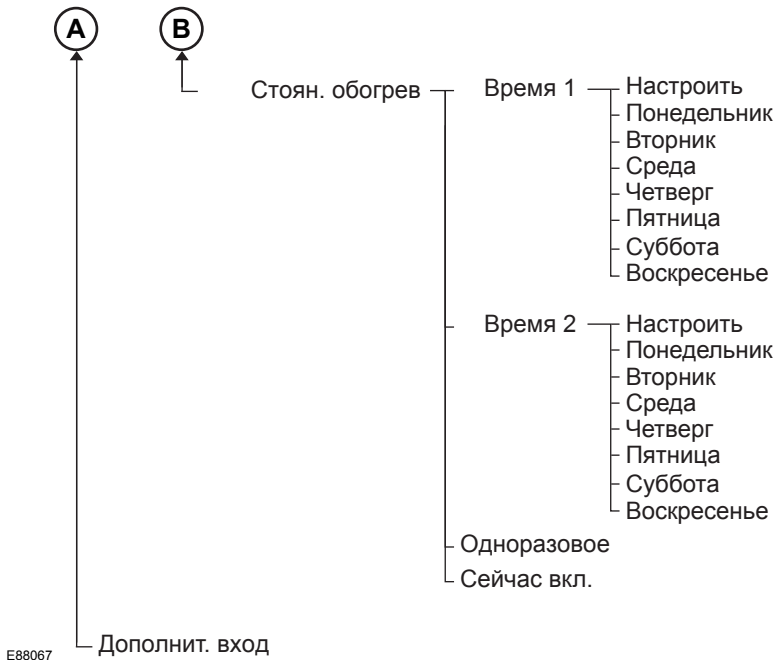 A B
Стоян. обогрев Время 1 Настроить
Понедельник
Вторник
Среда
Четверг
Пятница
Суббота
Воскресенье
Время 2 Настроить
Понедельник
Вторник
Среда
Четверг
Пятница
Суббота
Воскресенье
Одноразовое
Сейчас вкл.
Дополнит. вход
E88067